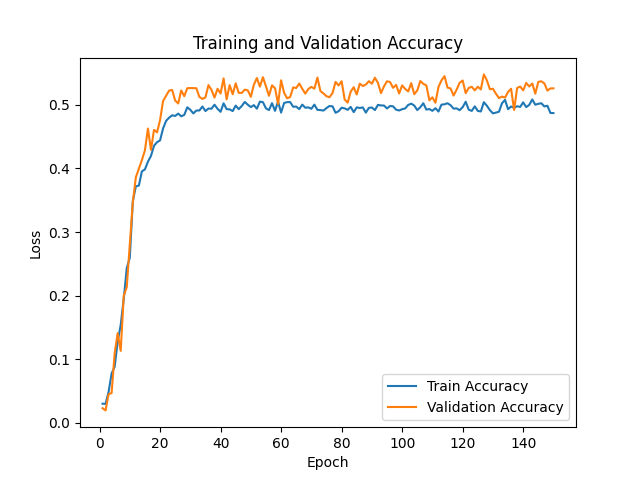 Training and Validation Accuracy
Loss
0.5
0.4
0.3
0.2
0.1
0.0
Train Accuracy
Validation Accuracy
0 20 40 60 80 100 120 140
Epoch